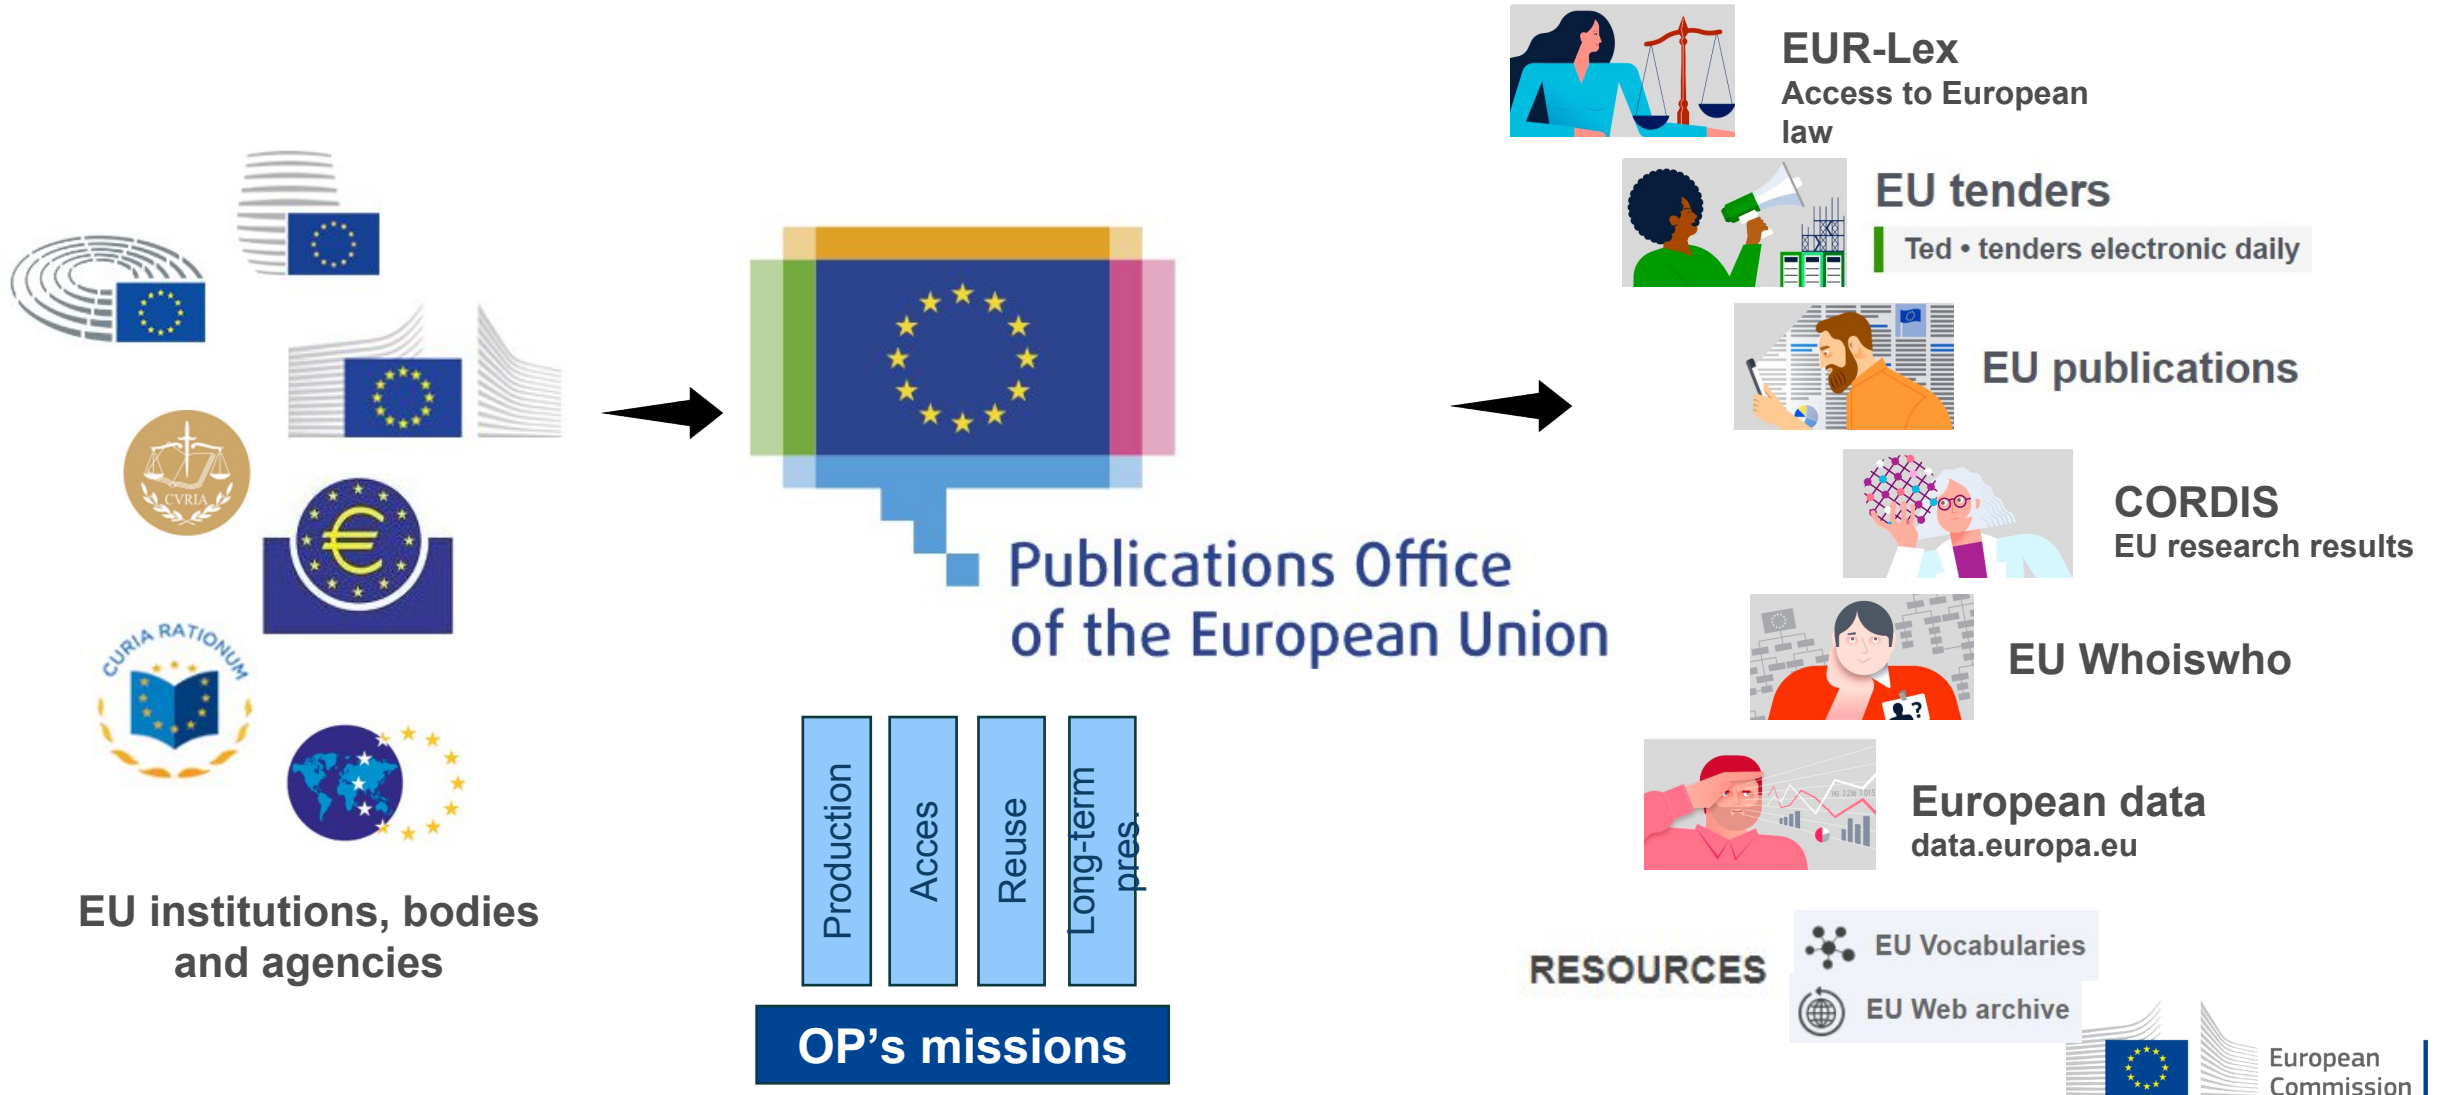 CVRIA
CURIA RATIONUM
EU institutions, bodies
and agencies
Publications Office
of the European Union
Production
Acces
Reuse
Long-term
pres.
OP’s missions
EUR-Lex
Access to European
law
EU tenders
Ted • tenders electronic daily
EU publications
CORDIS
EU research results
EU Whoiswho
?
European data
data.europa.eu
RESOURCES
EU Vocabularies
EU Web archive
European
Commission